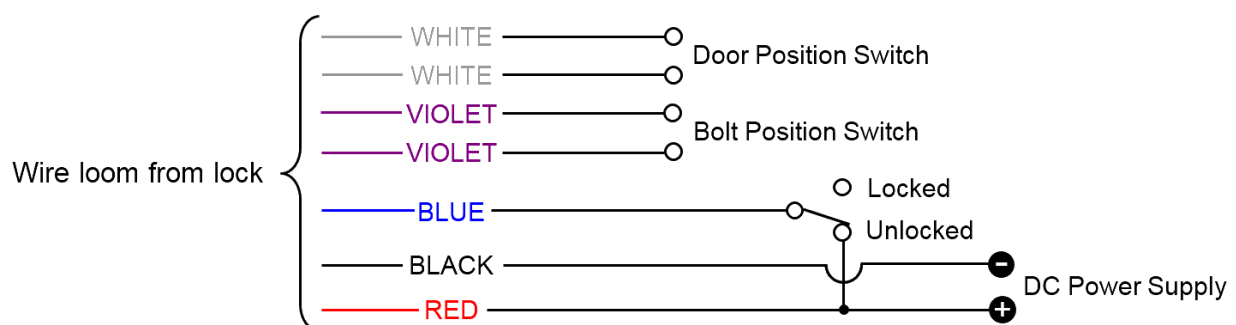 WHITE
Door Position Switch
WHITE
VIOLET
Bolt Position Switch
VIOLET
Wire loom from lock
Locked
BLUE
Unlocked
BLACK
-
DC Power Supply
RED
+